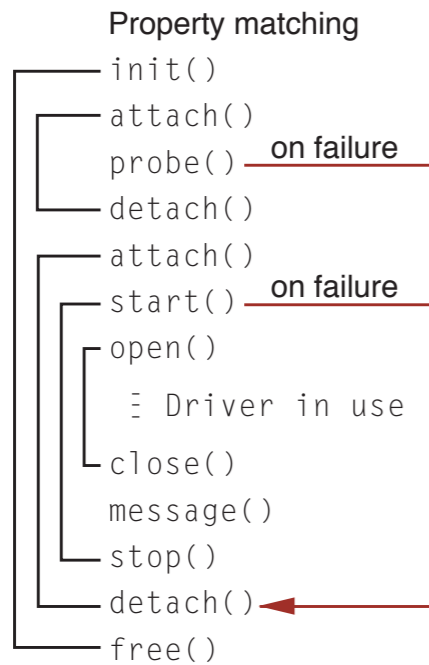 Property matching
init()
attach()
probe() on failure
detach()
attach()
start() on failure
open()
Driver in use
close()
message()
stop()
detach()
free()